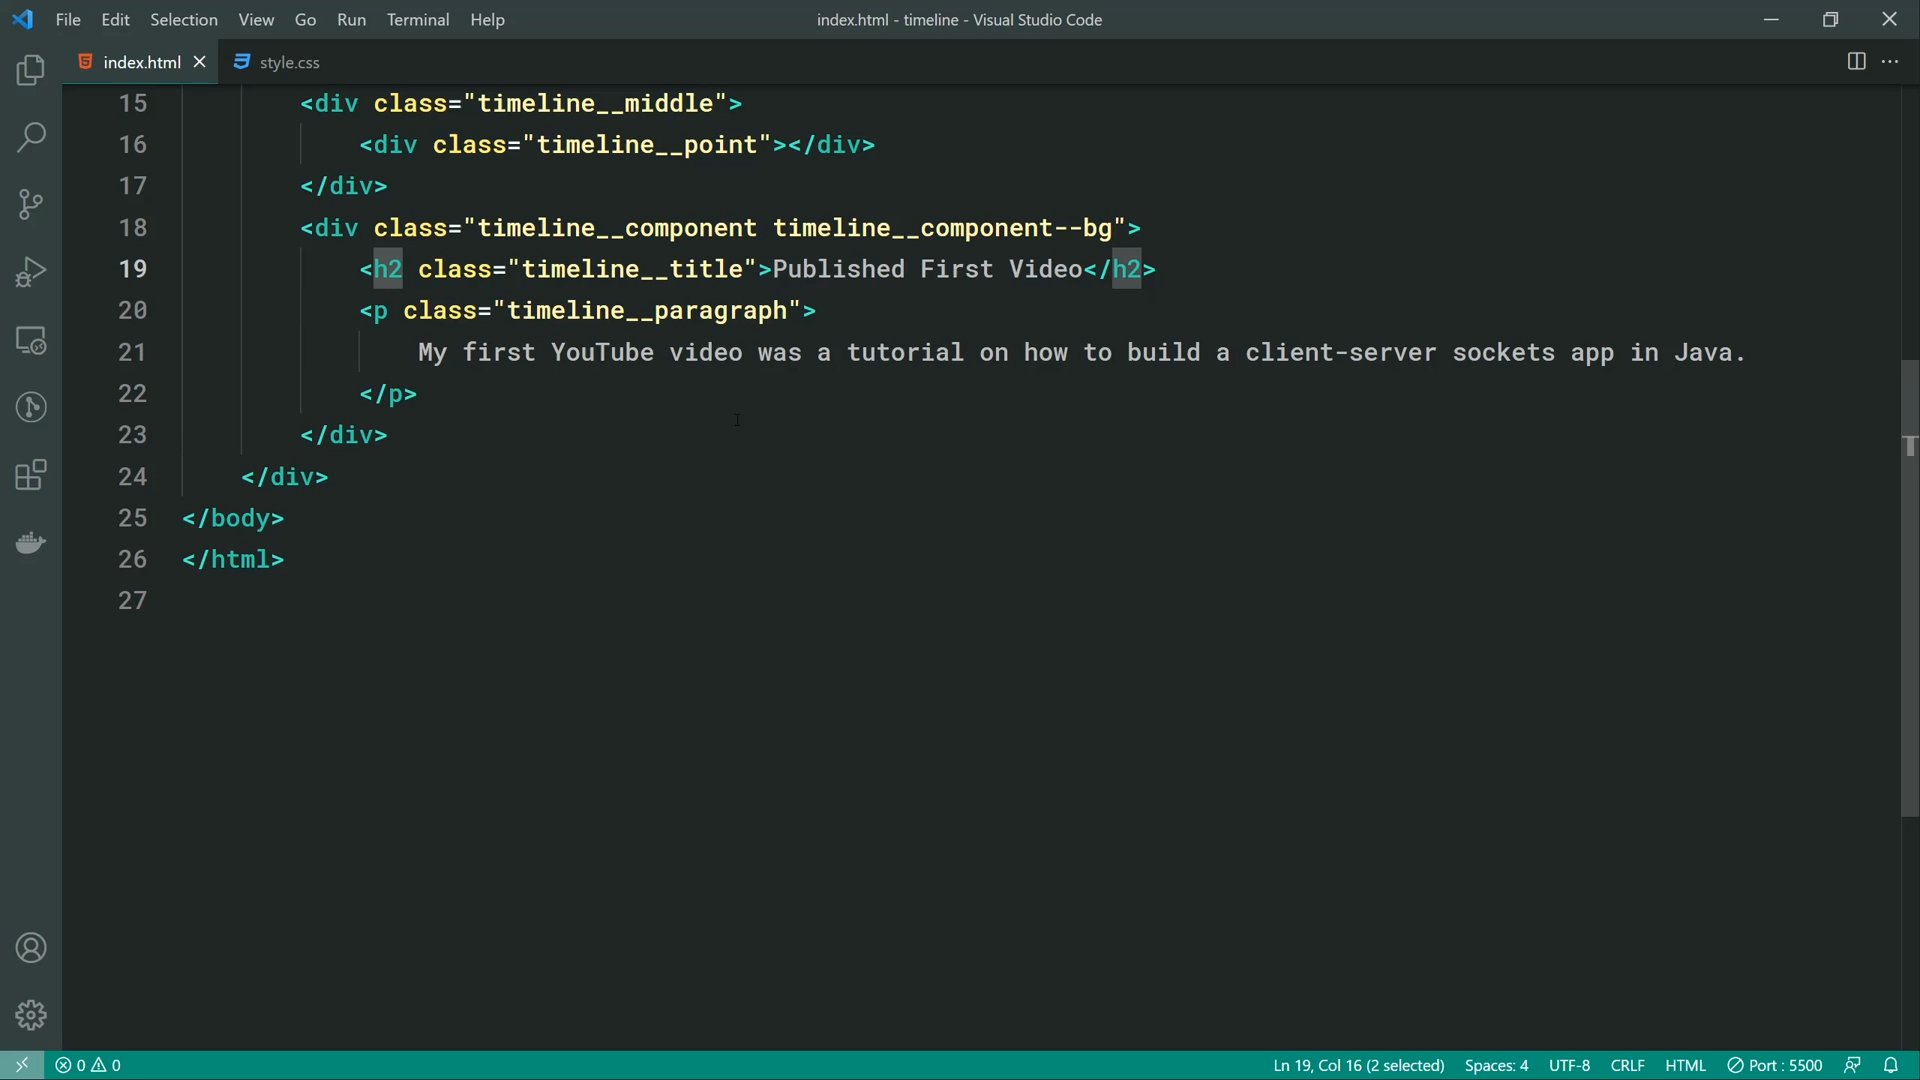 File Edit Selection View Go Run Terminal Help index.html - timeline - Visual Studio Code
index.html style.css
15 <div class="timeline__middle">
16 <div class="timeline__point"></div>
17 </div>
18 <div class="timeline__component timeline__component--bg">
19 <h2 class="timeline__title">Published First Video</h2>
20 <p class="timeline__paragraph">
21 My first YouTube video was a tutorial on how to build a client-server sockets app in Java.
22 </p>
23 </div>
24 </div>
25 </body>
26 </html>
27
0 0 Ln 19, Col 16 (2 selected) Spaces: 4 UTF-8 CRLF HTML Port : 5500